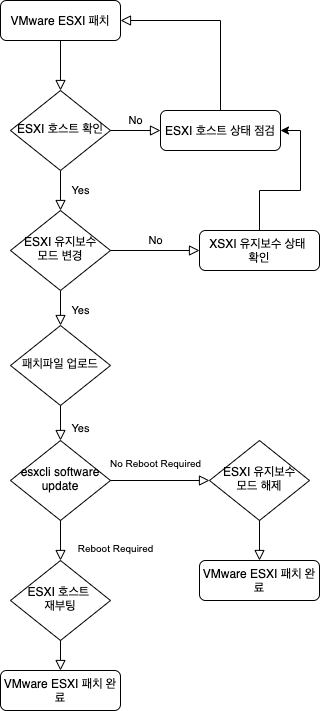 VMware ESXI 패치
ESXI 호스트 확인
No
ESXI 호스트 상태 점검
Yes
ESXI 유지보수
모드 변경
No
XSXI 유지보수 상태
확인
Yes
패치파일 업로드
Yes
esxcli software
update
No Reboot Required
ESXI 유지보수
모드 해제
Reboot Required
VMware ESXI 패치 완
료
ESXI 호스트
재부팅
VMware ESXI 패치 완
료